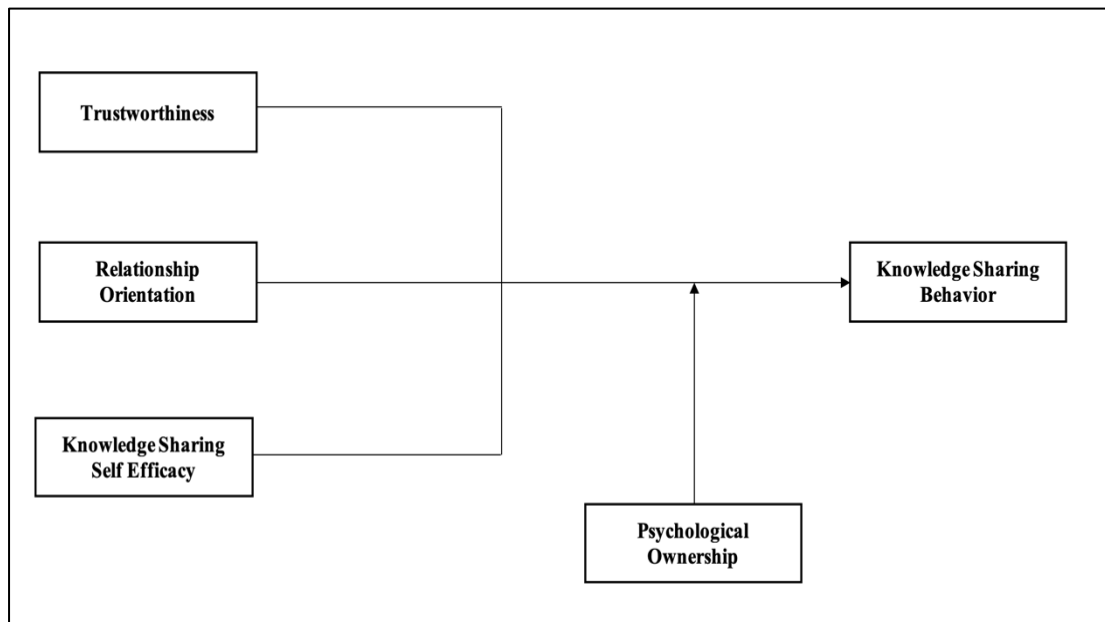 Trustworthiness
Relationship
Orientation
Knowledge Sharing
Behavior
Knowledge Sharing
Self Efficacy
Psychological
Ownership